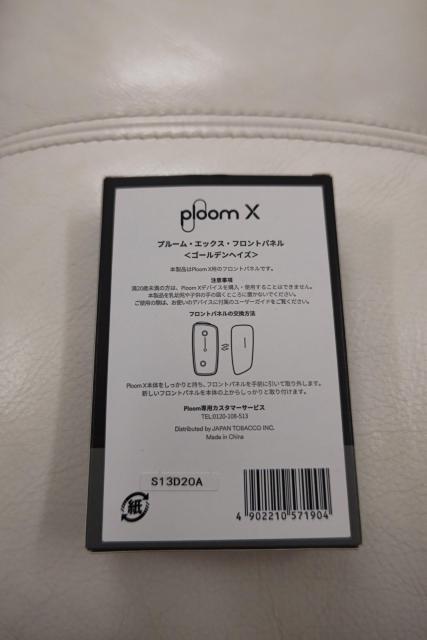 ploom X
プルーム・エックス・フロントパネル
<ゴールデンヘイズ>
本製品はPloom X用のフロントパネルです。
注意事項
満20歳未満の方は、Ploom Xデバイスを購入・使用することはできません。
本製品を乳幼児や子供の手の届くところに置かないでください。
ご使用の際は、お使いのデバイスに付属のユーザーガイドをご覧ください。
フロントパネルの交換方法
Ploom X本体をしっかりと持ち、フロントパネルを手前に引いて取り外します。
新しいフロントパネルを本体の上からしっかりと取り付けます。
Ploom専用カスタマーサービス
TEL:0120-108-513
Distributed by JAPAN TOBACCO INC.
Made in China
S13D20A
紙
4 902210 571904